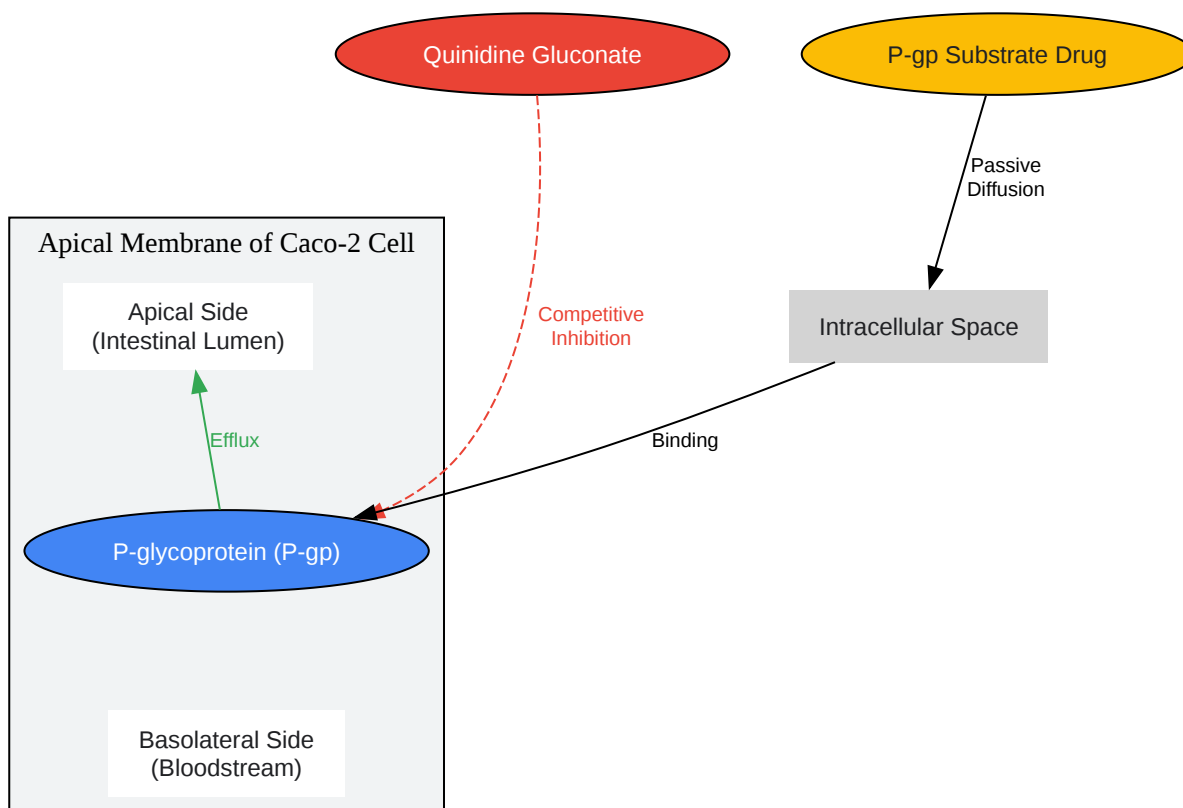 Quinidine Gluconate
P-gp Substrate Drug
Passive
Diffusion
Apical Membrane of Caco-2 Cell
Apical Side
(Intestinal Lumen)
Competitive
Inhibition
Intracellular Space
Efflux
Binding
P-glycoprotein (P-gp)
Basolateral Side
(Bloodstream)